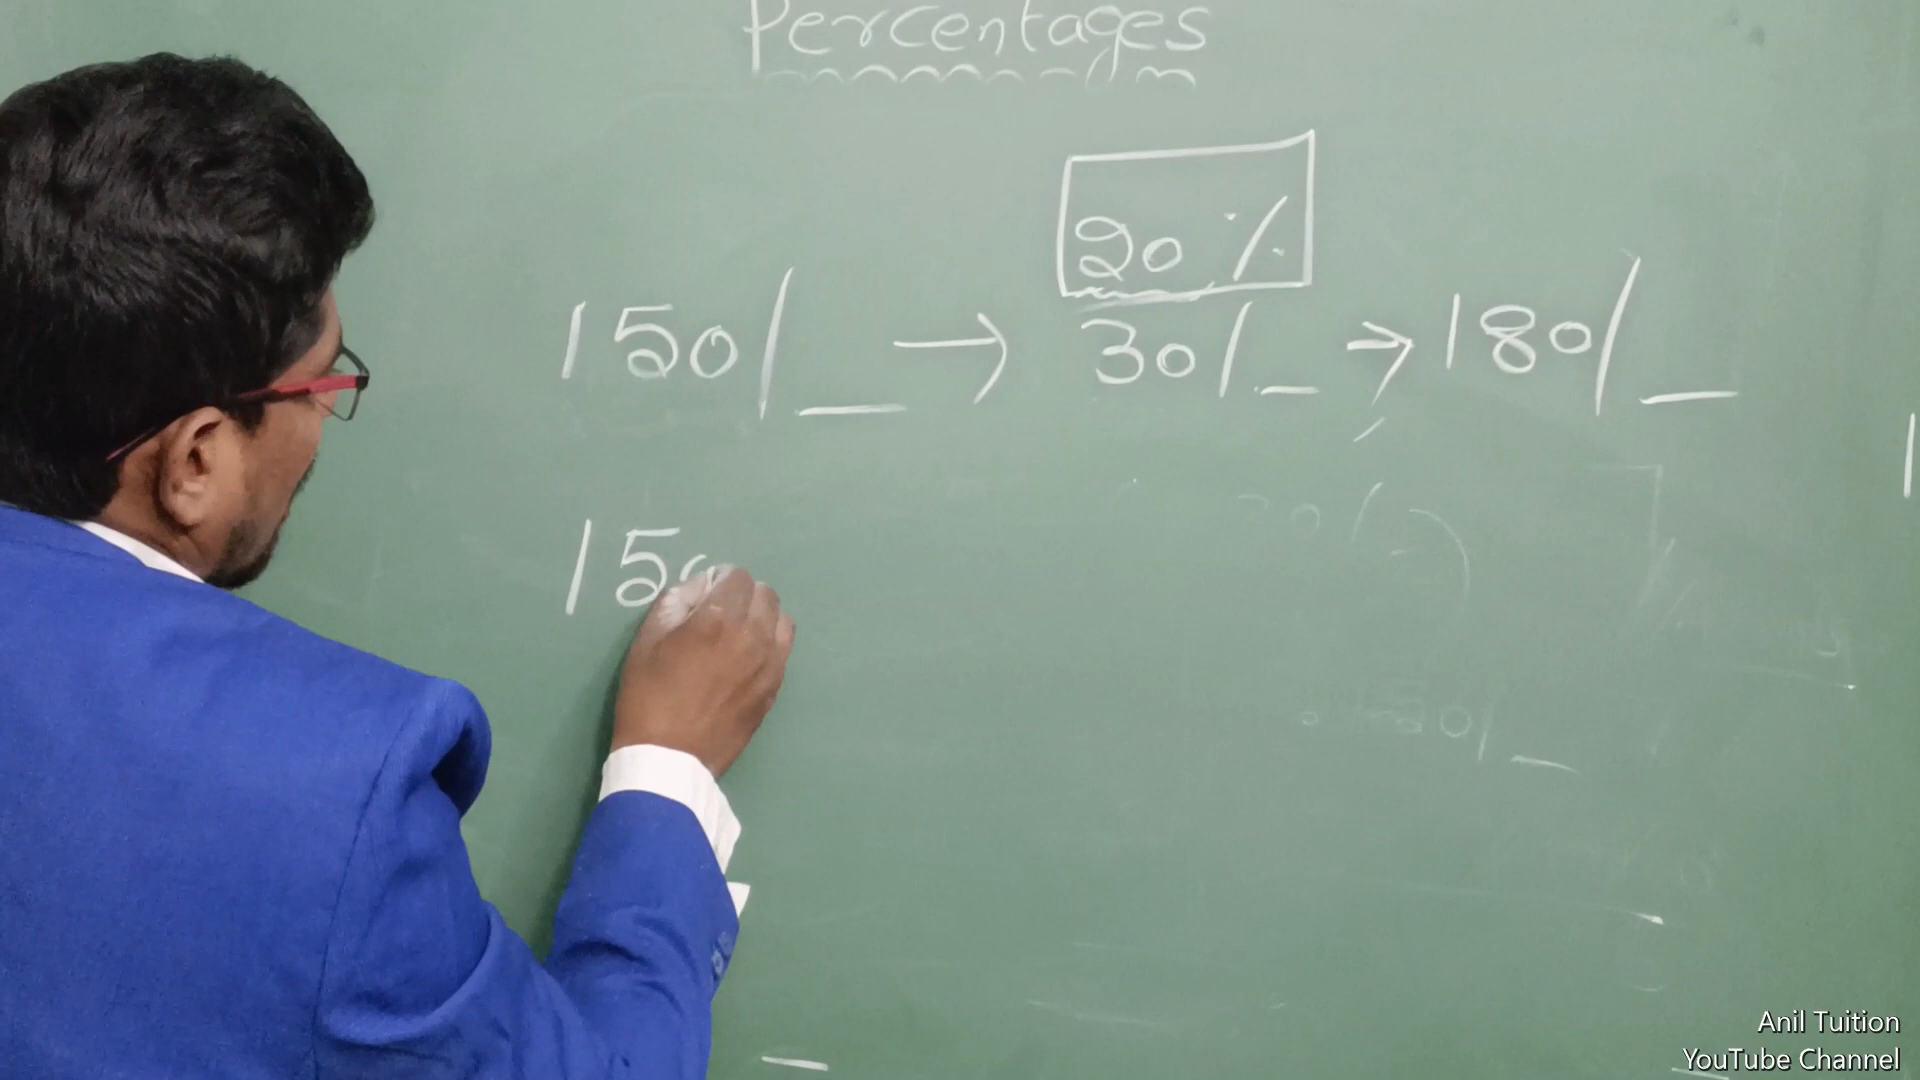 Percentages
20 %
150/_ → 30/_ → 180/_
150
Anil Tuition
YouTube Channel